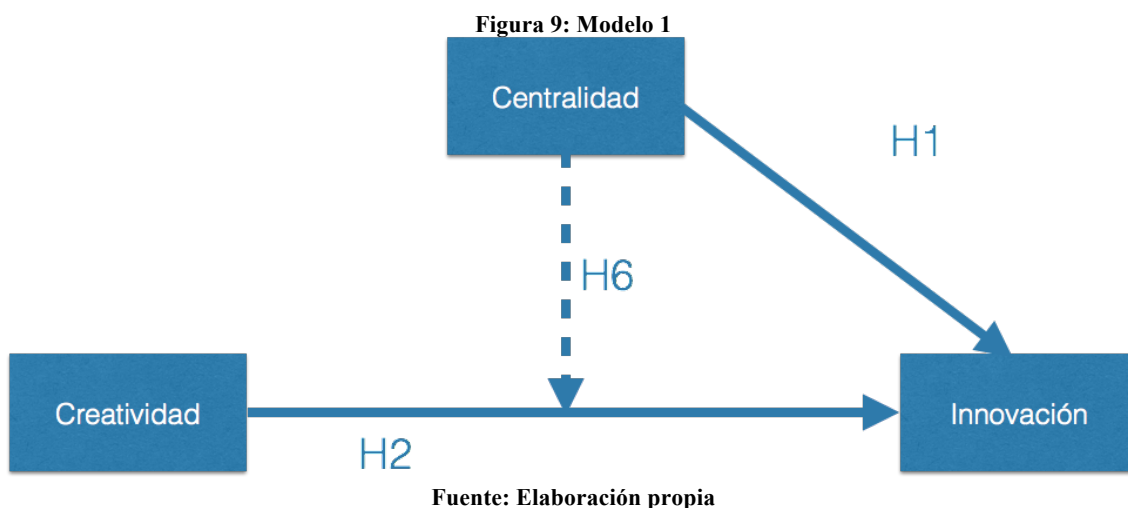 Figura 9: Modelo 1
Centralidad
H1
H6
Creatividad
Innovación
H2
Fuente: Elaboración propia